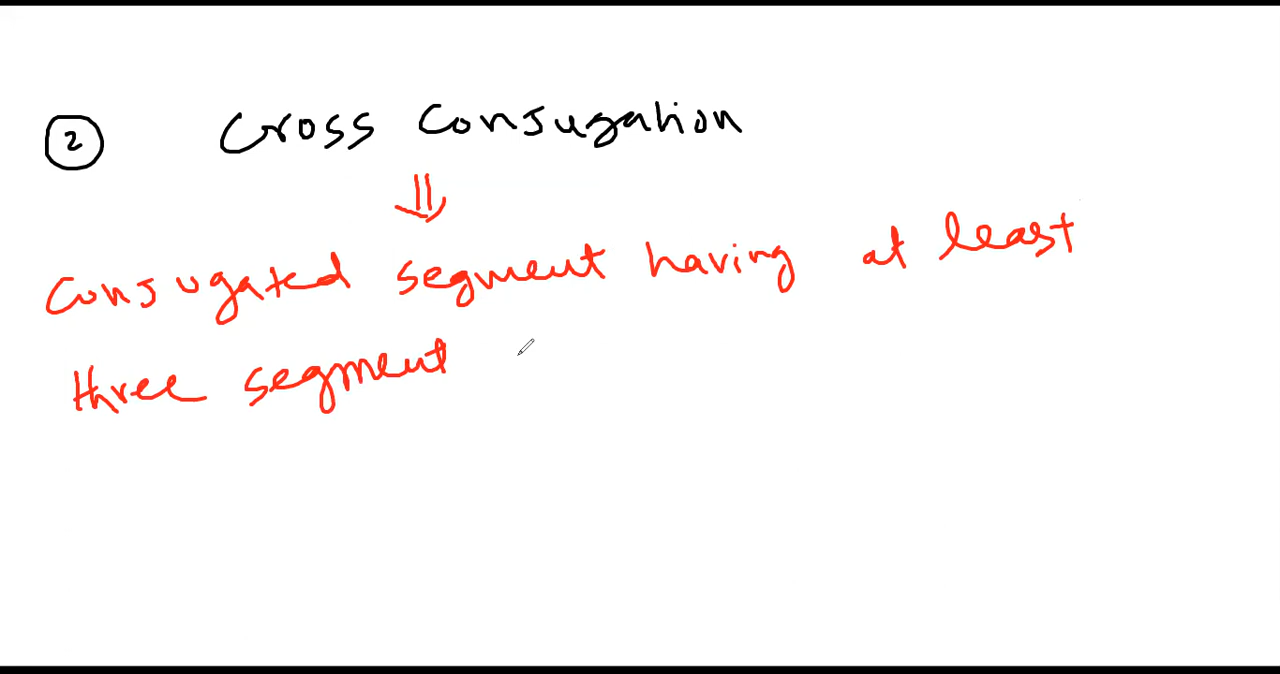 ② Cross Conjugation
⇓
Conjugated segment having at least
three segment